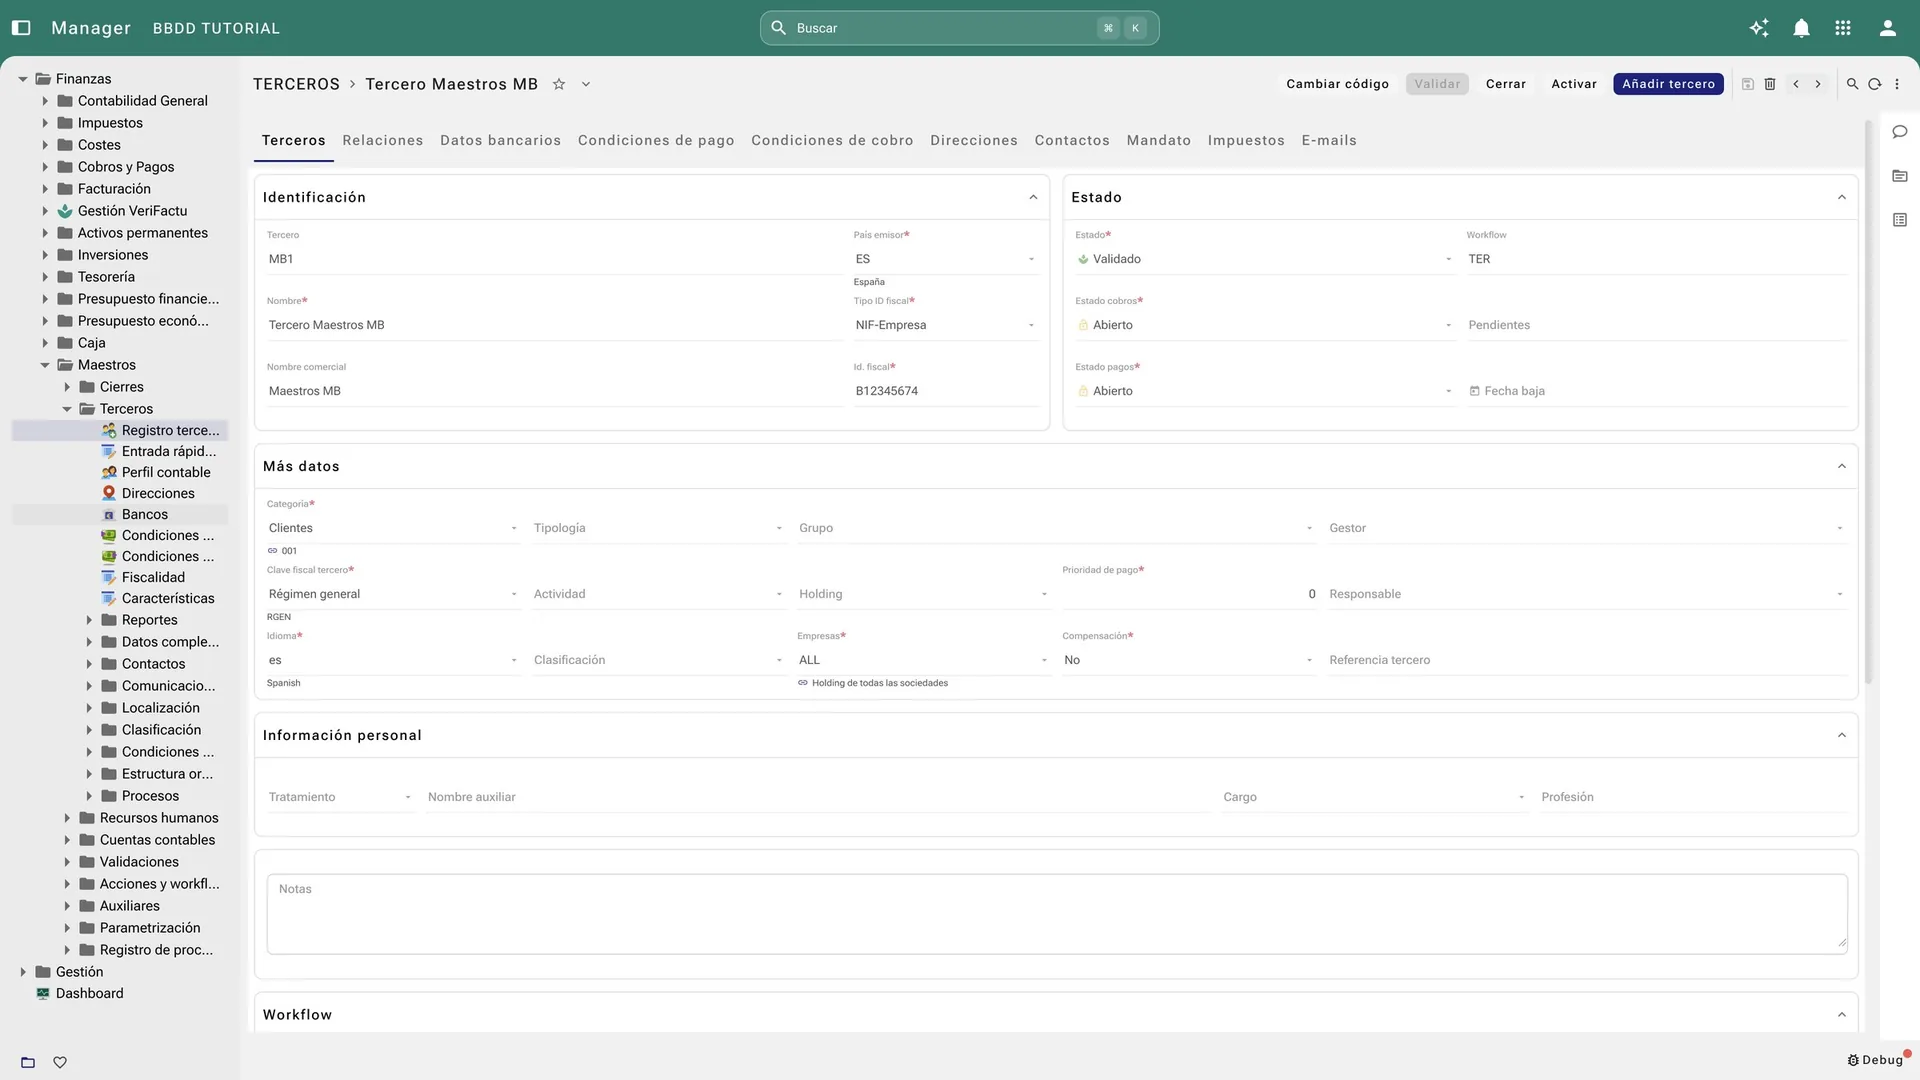 Manager BBDD TUTORIAL
Buscar ⌘ K
Finanzas
Contabilidad General
Impuestos
Costes
Cobros y Pagos
Facturación
Gestión VeriFactu
Activos permanentes
Inversiones
Tesorería
Presupuesto financie...
Presupuesto econó...
Caja
Maestros
Cierres
Terceros
Registro terce...
Entrada rápid...
Perfil contable
Direcciones
Bancos
Condiciones ...
Condiciones ...
Fiscalidad
Características
Reportes
Datos comple...
Contactos
Comunicacio...
Localización
Clasificación
Condiciones ...
Estructura or...
Procesos
Recursos humanos
Cuentas contables
Validaciones
Acciones y workfl...
Auxiliares
Parametrización
Registro de proc...
Gestión
Dashboard
TERCEROS > Tercero Maestros MB
Cambiar código Validar Cerrar Activar Añadir tercero
Terceros Relaciones Datos bancarios Condiciones de pago Condiciones de cobro Direcciones Contactos Mandato Impuestos E-mails
Identificación
Tercero País emisor*
MB1 ES
España
Nombre* Tipo ID fiscal*
Tercero Maestros MB NIF-Empresa
Nombre comercial Id. fiscal*
Maestros MB B12345674
Estado
Estado* Workflow
Validado TER
Estado cobros*
Abierto Pendientes
Estado pagos*
Abierto Fecha baja
Más datos
Categoria*
Clientes Tipología Grupo Gestor
001
Clave fiscal tercero* Prioridad de pago*
Régimen general Actividad Holding 0 Responsable
RGEN
Idioma* Empresas* Compensación*
es Clasificación ALL No Referencia tercero
Spanish Holding de todas las sociedades
Información personal
Tratamiento Nombre auxiliar Cargo Profesión
Notas
Workflow
Debug